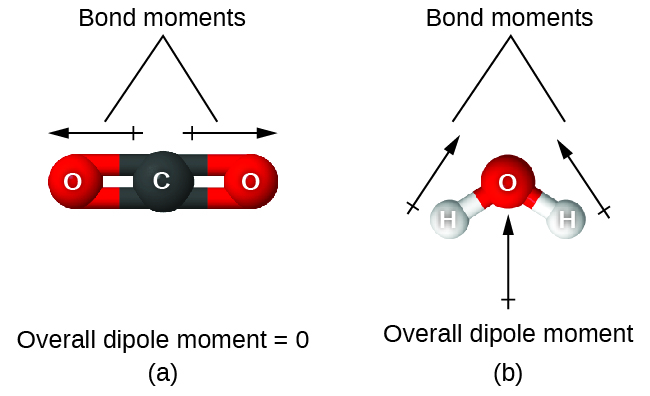 Bond moments
O C O
Overall dipole moment = 0
(a)
Bond moments
O
H H
Overall dipole moment
(b)